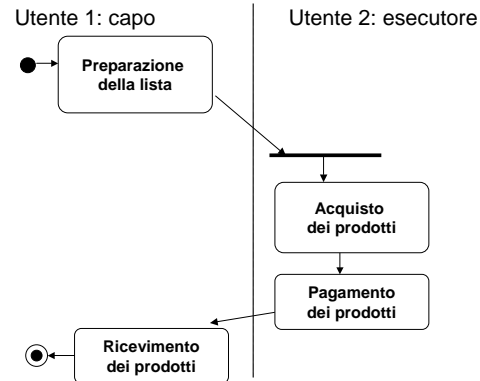 Utente 1: capo
Utente 2: esecutore
Preparazione
della lista
Acquisto
dei prodotti
Pagamento
dei prodotti
Ricevimento
dei prodotti